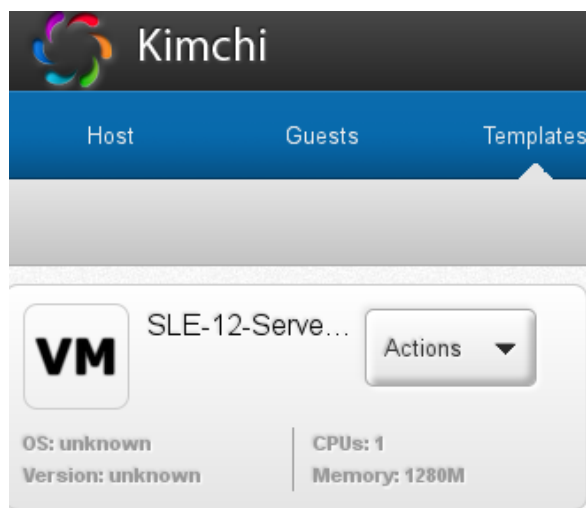 Kimchi
Host Guests Templates
VM SLE-12-Serve... Actions
OS: unknown CPUs: 1
Version: unknown Memory: 1280M